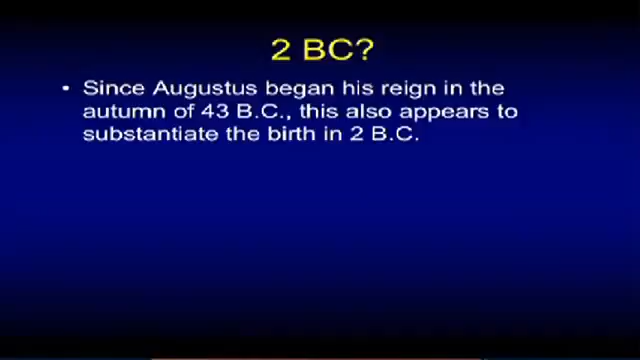 2 BC?
• Since Augustus began his reign in the
autumn of 43 B.C., this also appears to
substantiate the birth in 2 B.C.